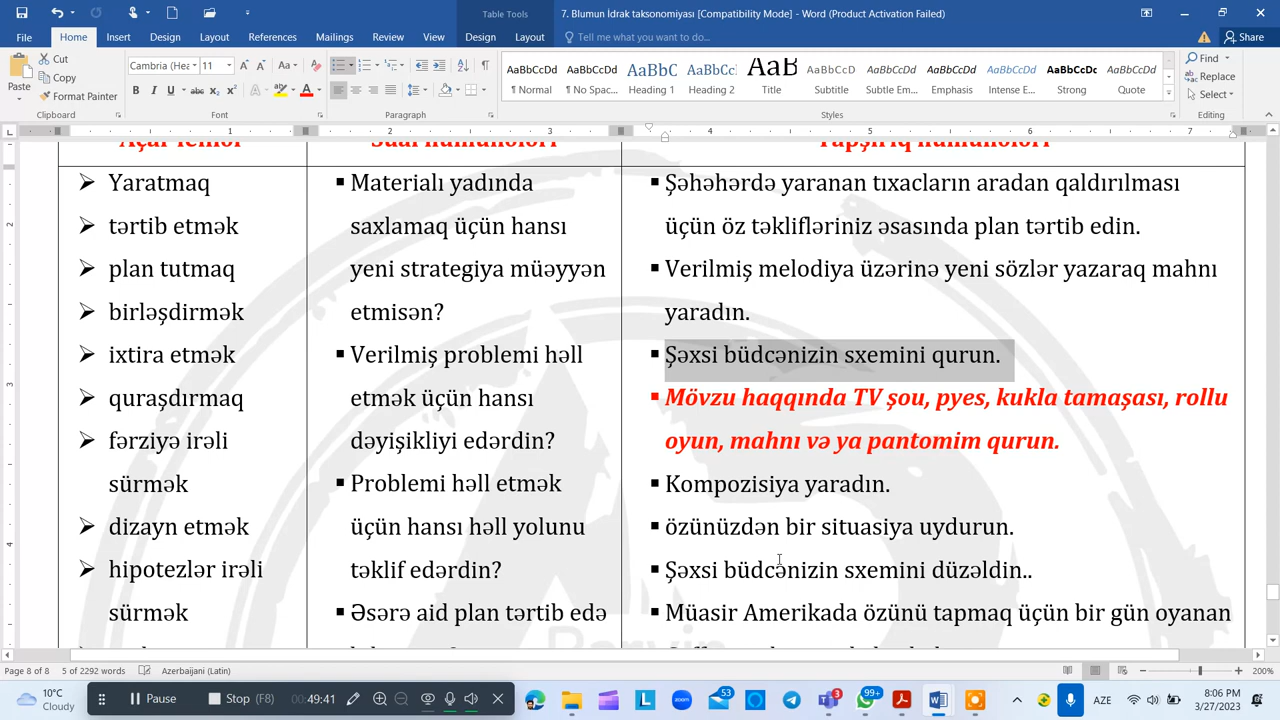 Table Tools
7. Blumun İdrak taksonomiyası - Word (Product Activation Failed)
File Home Insert Design Layout References Mailings Review View Design Layout Tell me what you want to do... Share
Paste Cut Copy Format Painter Clipboard
Cambria (Hea 11 Font
Paragraph
AaBbCcDd AaBbCcDd AaBbC AaBbCc AaB AaBbCcD AaBbCcDd AaBbCcDd AaBbCcDd AaBbCcDc AaBbCcDd
¶ Normal ¶ No Spac... Heading 1 Heading 2 Title Subtitle Subtle Em... Emphasis Intense E... Strong Quote
Styles
Find Replace Select Editing
Yaratmaq
tərtib etmək
plan tutmaq
birləşdirmək
ixtira etmək
quraşdırmaq
fərziyə irəli
sürmək
dizayn etmək
hipotezlər irəli
sürmək
Materialı yadında
saxlamaq üçün hansı
yeni strategiya müəyyən
etmisən?
Verilmiş problemi həll
etmək üçün hansı
dəyişikliyi edərdin?
Problemi həll etmək
üçün hansı həll yolunu
təklif edərdin?
Əsərə aid plan tərtib edə
Şəhəhərdə yaranan tıxacların aradan qaldırılması
üçün öz təklifləriniz əsasında plan tərtib edin.
Verilmiş melodiya üzərinə yeni sözlər yazaraq mahnı
yaradın.
Şəxsi büdcənizin sxemini qurun.
Mövzu haqqında TV şou, pyes, kukla tamaşası, rollu
oyun, mahnı və ya pantomim qurun.
Kompozisiya yaradın.
özünüzdən bir situasiya uydurun.
Şəxsi büdcənizin sxemini düzəldin..
Müasir Amerikada özünü tapmaq üçün bir gün oyanan
Page 8 of 8 5 of 2292 words Azerbaijani (Latin) 200%
10°C
Cloudy
Pause Stop (F8) 00:49:41 53 3 99+ AZE
8:06 PM
3/27/2023